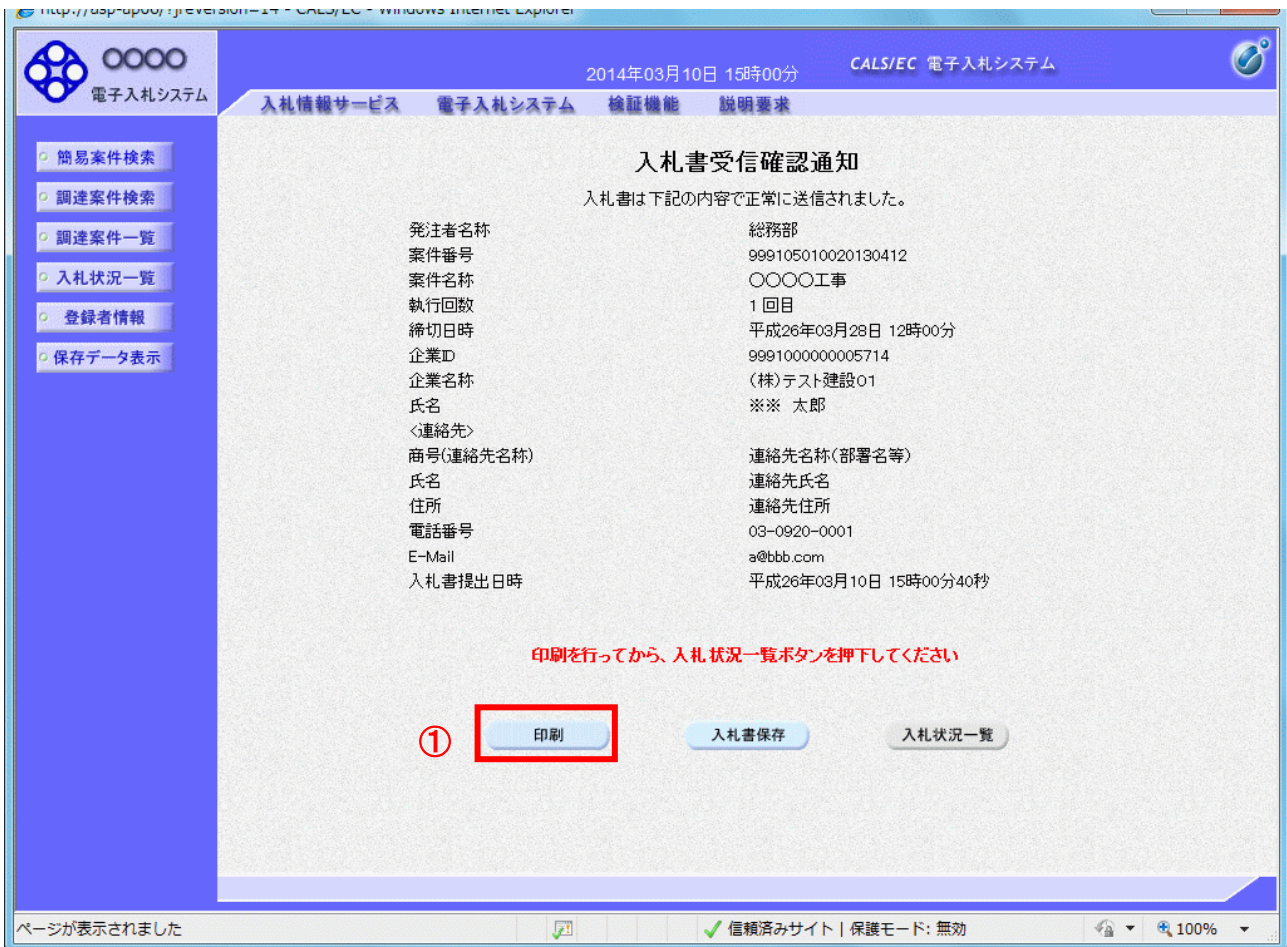 http://asp-ap00/?jreVersion=14 - CALS/EC - Windows Internet Explorer
〇〇〇〇
電子入札システム
2014年03月10日 15時00分
CALS/EC 電子入札システム
入札情報サービス 電子入札システム 検証機能 説明要求
簡易案件検索
調達案件検索
調達案件一覧
入札状況一覧
登録者情報
保存データ表示
入札書受信確認通知
入札書は下記の内容で正常に送信されました。
発注者名称 総務部
案件番号 999105010020130412
案件名称 〇〇〇〇工事
執行回数 1回目
締切日時 平成26年03月28日 12時00分
企業ID 9991000000005714
企業名称 (株)テスト建設01
氏名 ※※ 太郎
<連絡先>
商号(連絡先名称) 連絡先名称(部署名等)
氏名 連絡先氏名
住所 連絡先住所
電話番号 03-0920-0001
E-Mail a@bbb.com
入札書提出日時 平成26年03月10日 15時00分40秒
印刷を行ってから、入札状況一覧ボタンを押下してください
① 印刷 入札書保存 入札状況一覧
ページが表示されました 信頼済みサイト | 保護モード: 無効 100%